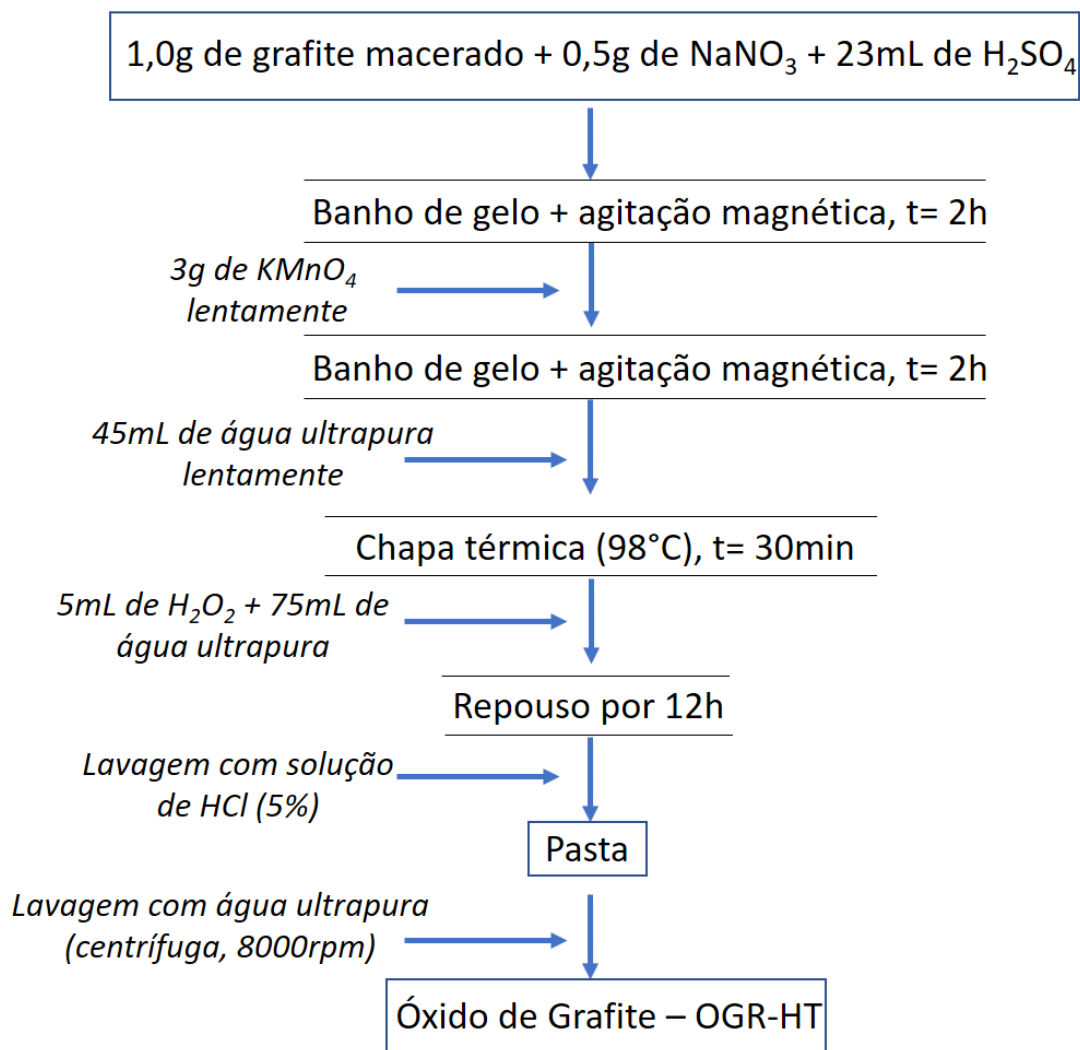 1,0g de grafite macerado + 0,5g de NaNO₃ + 23mL de H₂SO₄
Banho de gelo + agitação magnética, t= 2h
3g de KMnO₄
lentamente
Banho de gelo + agitação magnética, t= 2h
45mL de água ultrapura
lentamente
Chapa térmica (98°C), t= 30min
5mL de H₂O₂ + 75mL de
água ultrapura
Repouso por 12h
Lavagem com solução
de HCl (5%)
Pasta
Lavagem com água ultrapura
(centrífuga, 8000rpm)
Óxido de Grafite – OGR-HT